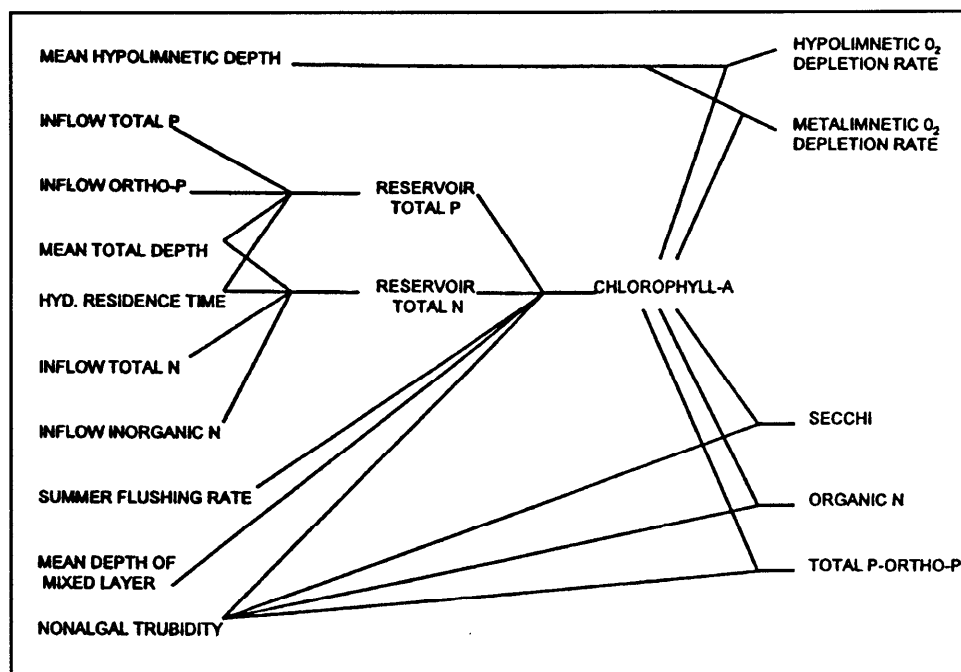 MEAN HYPOLIMNETIC DEPTH
INFLOW TOTAL P
INFLOW ORTHO-P
MEAN TOTAL DEPTH
HYD. RESIDENCE TIME
INFLOW TOTAL N
INFLOW INORGANIC N
SUMMER FLUSHING RATE
MEAN DEPTH OF
MIXED LAYER
NONALGAL TRUBIDITY
RESERVOIR
TOTAL P
RESERVOIR
TOTAL N
CHLOROPHYLL-A
HYPOLIMNETIC O₂
DEPLETION RATE
METALIMNETIC O₂
DEPLETION RATE
SECCHI
ORGANIC N
TOTAL P-ORTHO-P